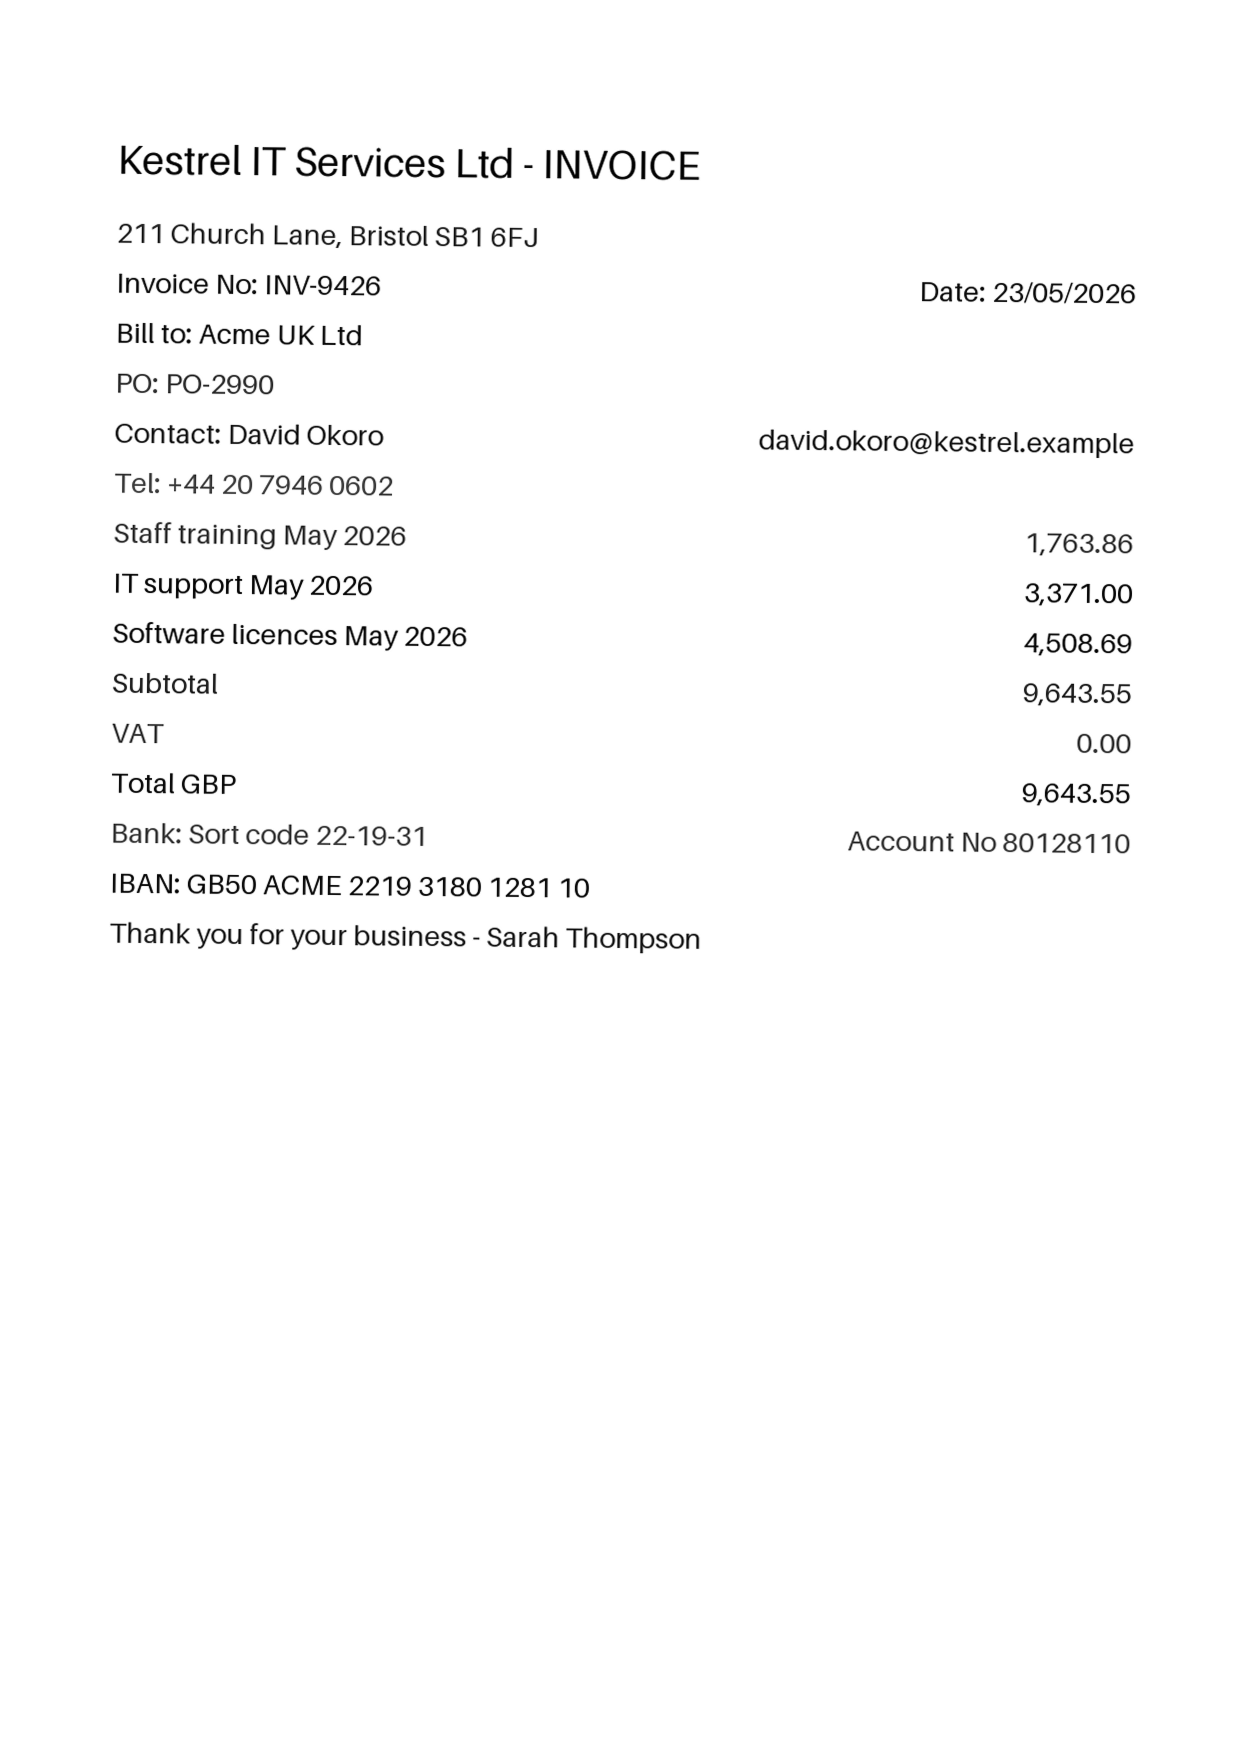 Kestrel IT Services Ltd - INVOICE
211 Church Lane, Bristol SB1 6FJ
Invoice No: INV-9426 Date: 23/05/2026
Bill to: Acme UK Ltd
PO: PO-2990
Contact: David Okoro david.okoro@kestrel.example
Tel: +44 20 7946 0602
Staff training May 2026 1,763.86
IT support May 2026 3,371.00
Software licences May 2026 4,508.69
Subtotal 9,643.55
VAT 0.00
Total GBP 9,643.55
Bank: Sort code 22-19-31 Account No 80128110
IBAN: GB50 ACME 2219 3180 1281 10
Thank you for your business - Sarah Thompson